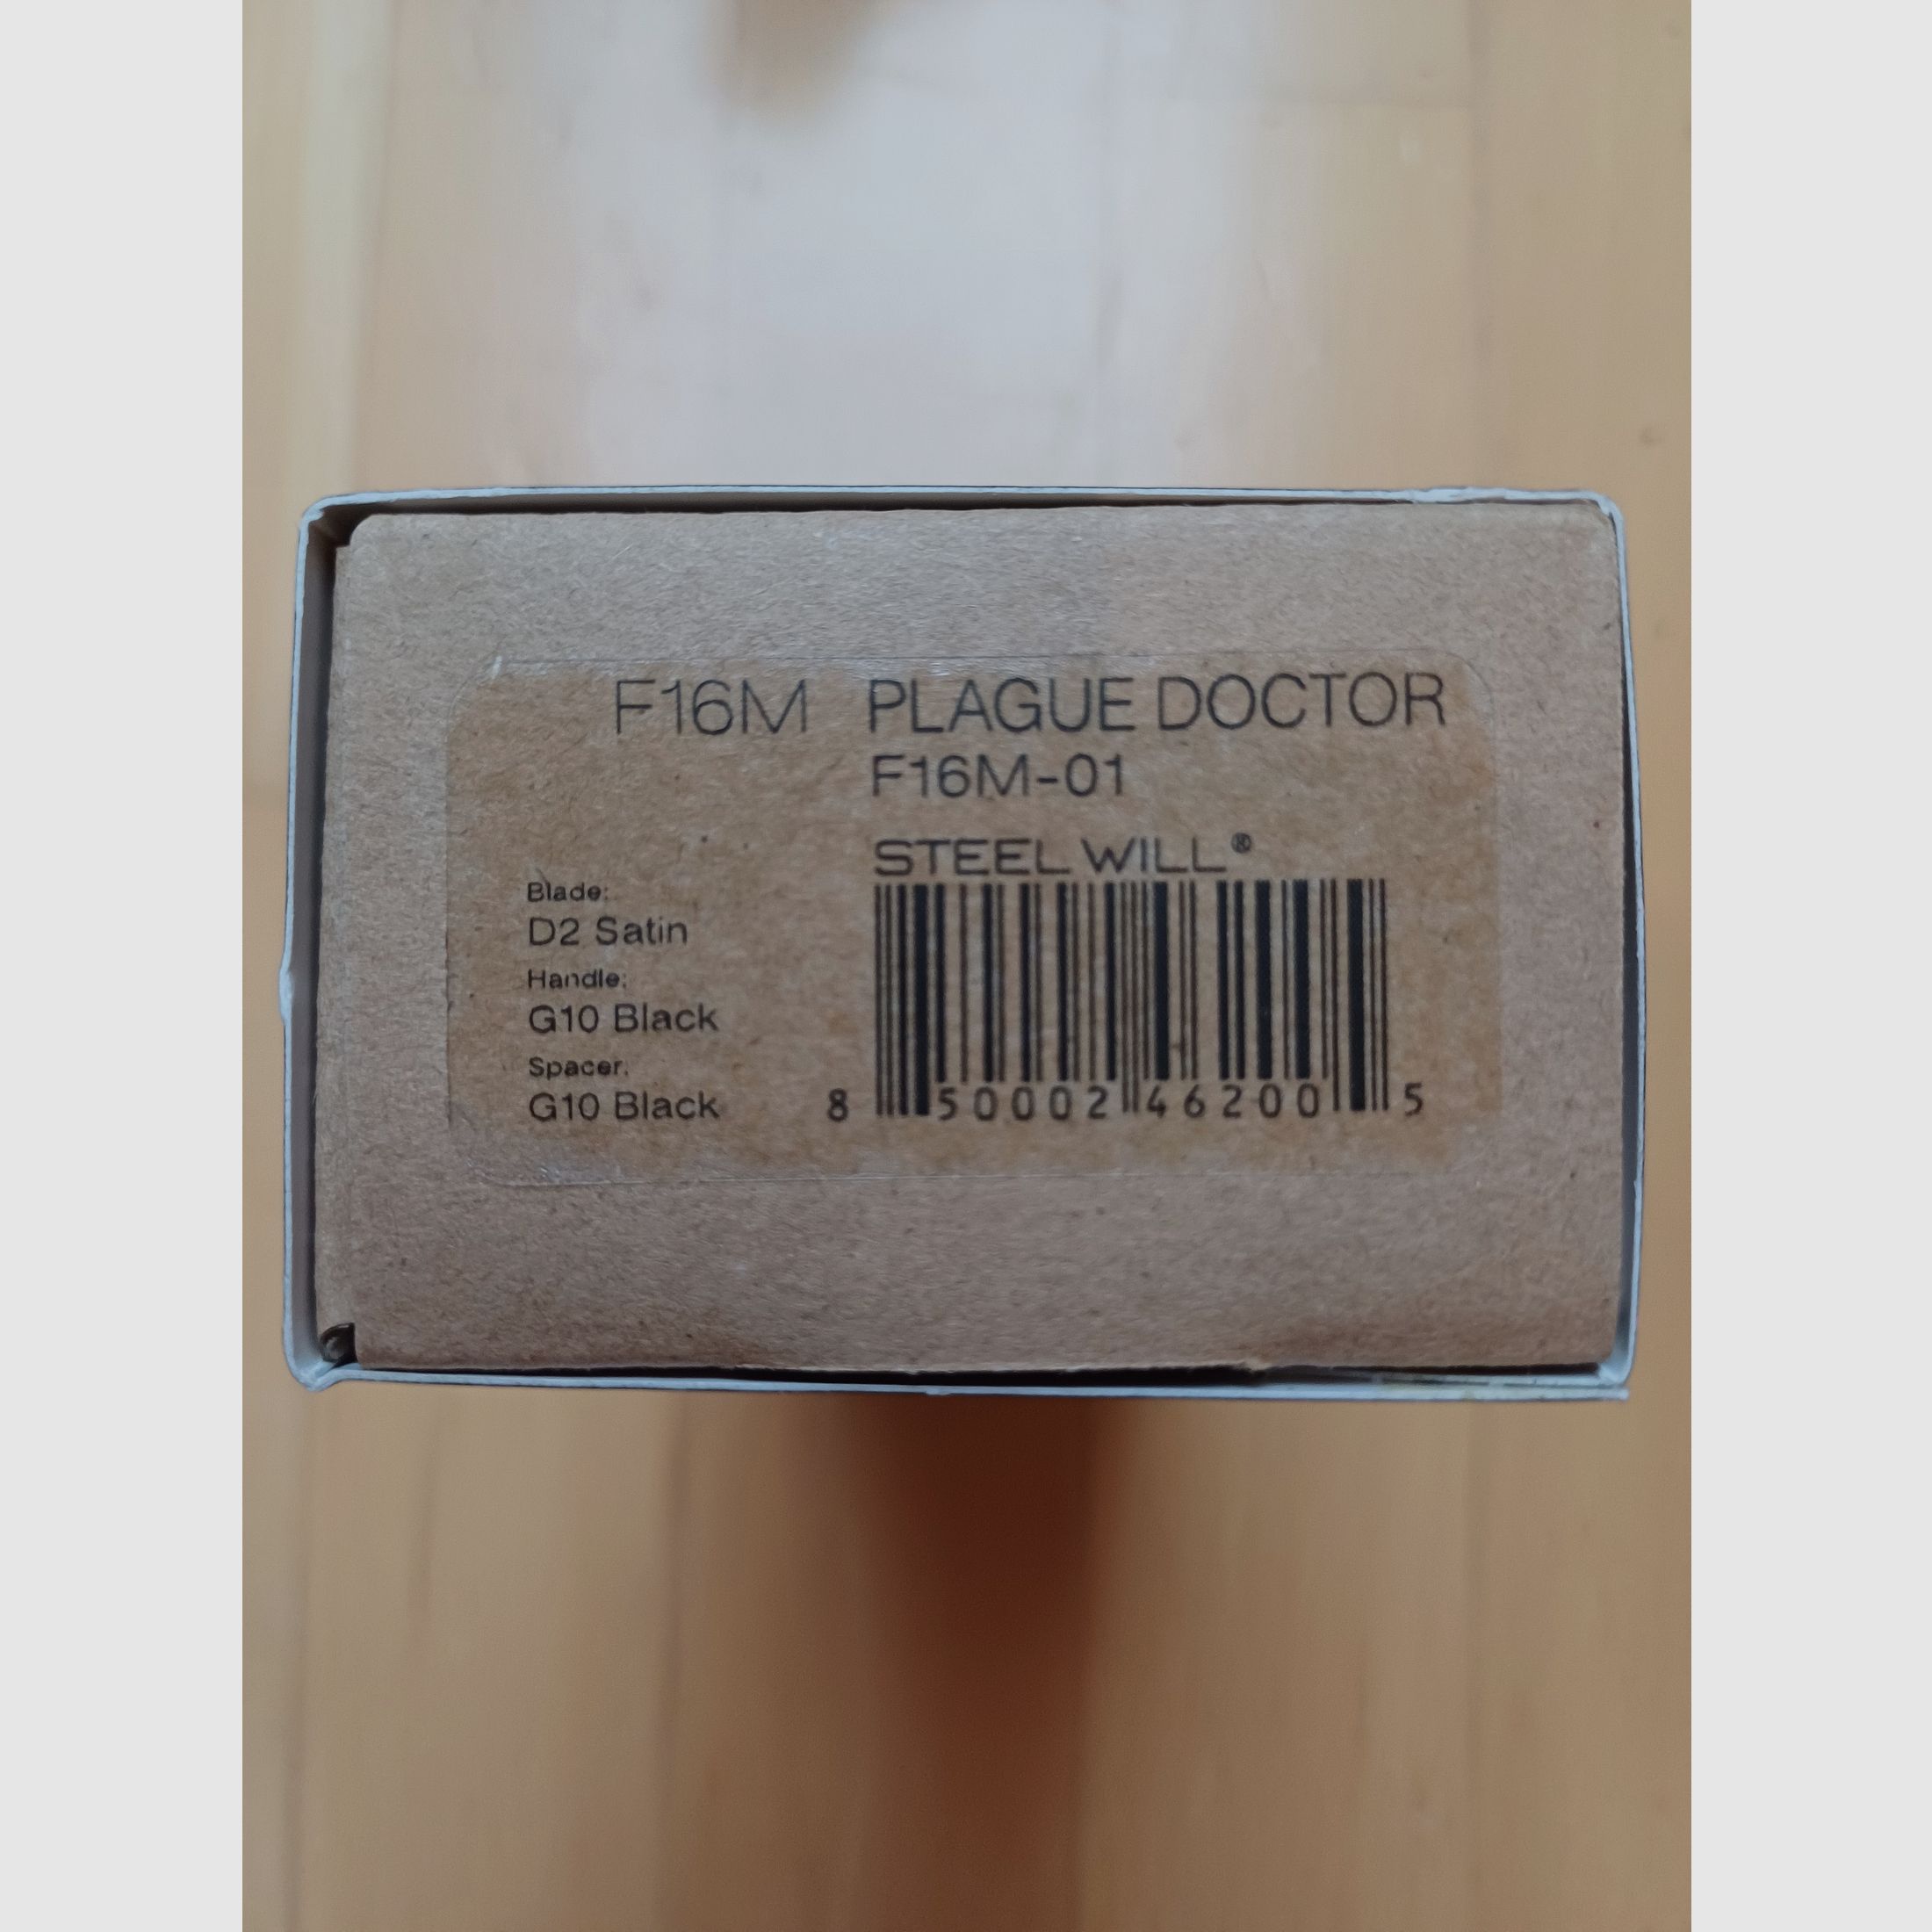 F16M PLAGUE DOCTOR
F16M-01
STEEL WILL®
Blade:
D2 Satin
Handle:
G10 Black
Spacer:
G10 Black
8 50002 46200 5